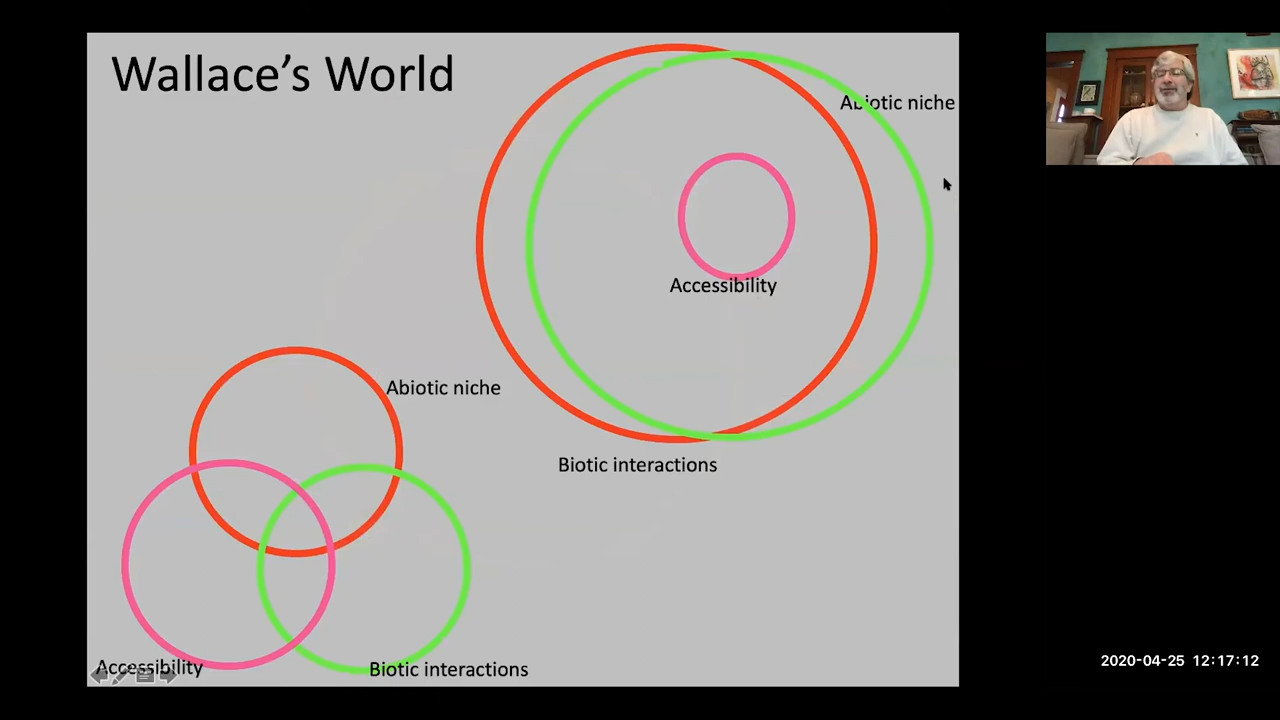 Wallace's World
Abiotic niche
Accessibility
Biotic interactions
Abiotic niche
Accessibility
Biotic interactions
2020-04-25 12:17:12